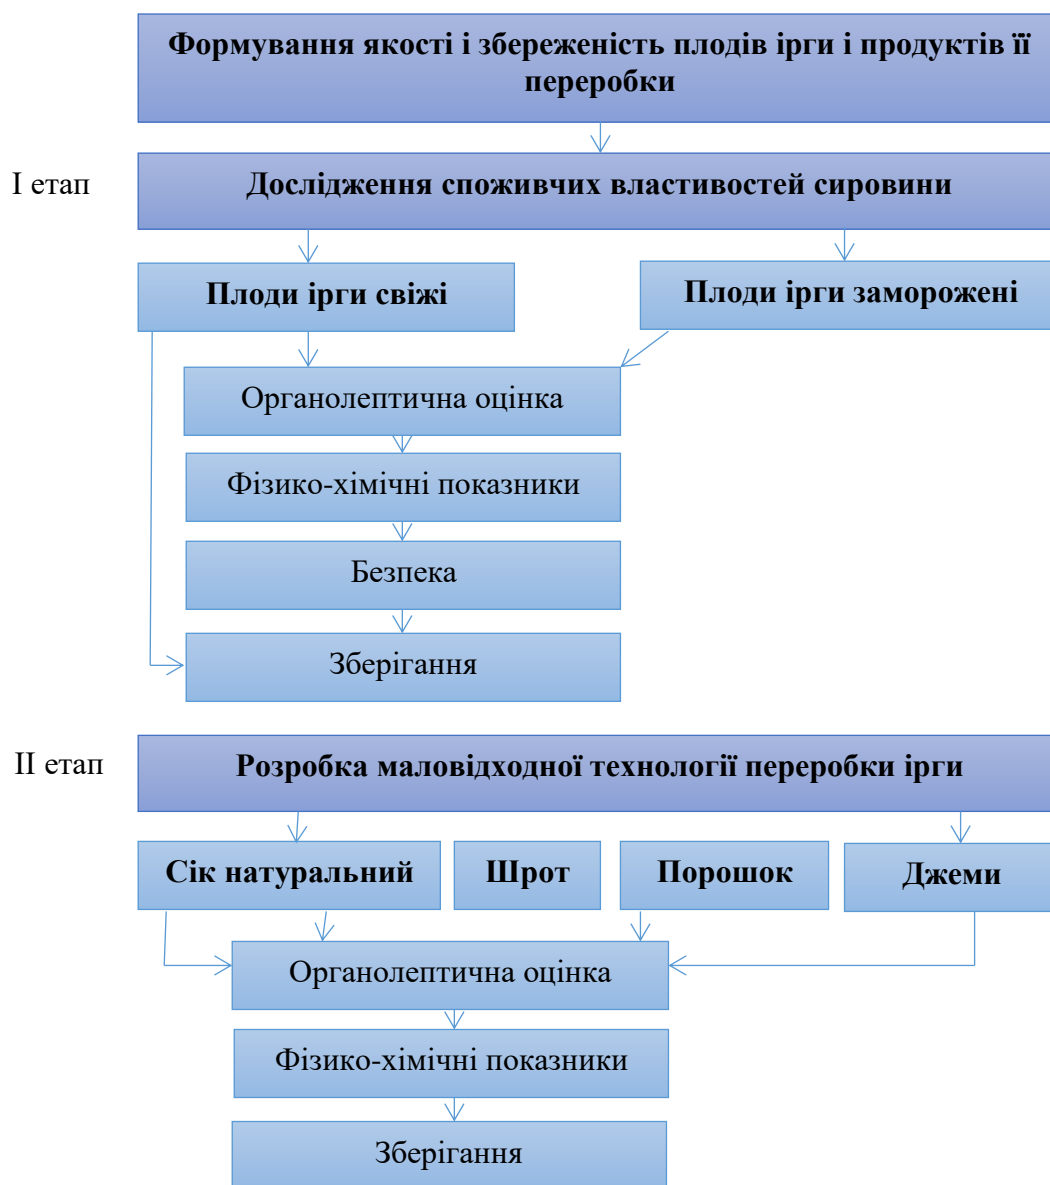 Формування якості і збереженість плодів ірги і продуктів її
переробки
І етап
Дослідження споживчих властивостей сировини
Плоди ірги свіжі
Плоди ірги заморожені
Органолептична оцінка
Фізико-хімічні показники
Безпека
Зберігання
ІІ етап
Розробка маловідходної технології переробки ірги
Сік натуральний
Шрот
Порошок
Джеми
Органолептична оцінка
Фізико-хімічні показники
Зберігання